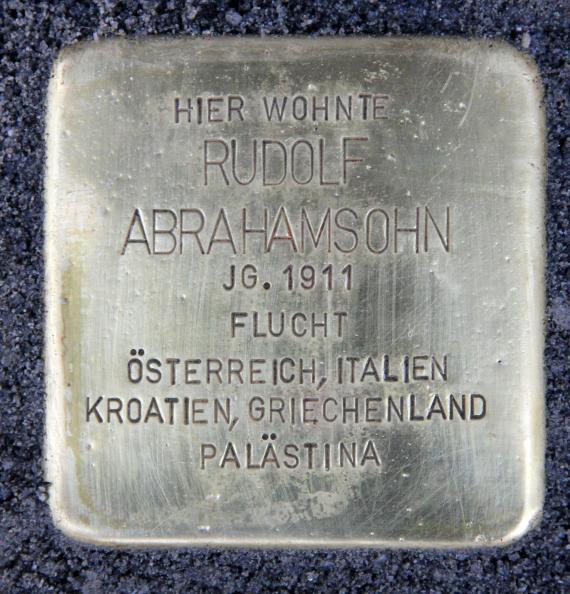 HIER WOHNTE
RUDOLF
ABRAHAMSOHN
JG. 1911
FLUCHT
ÖSTERREICH, ITALIEN
KROATIEN, GRIECHENLAND
PALÄSTINA